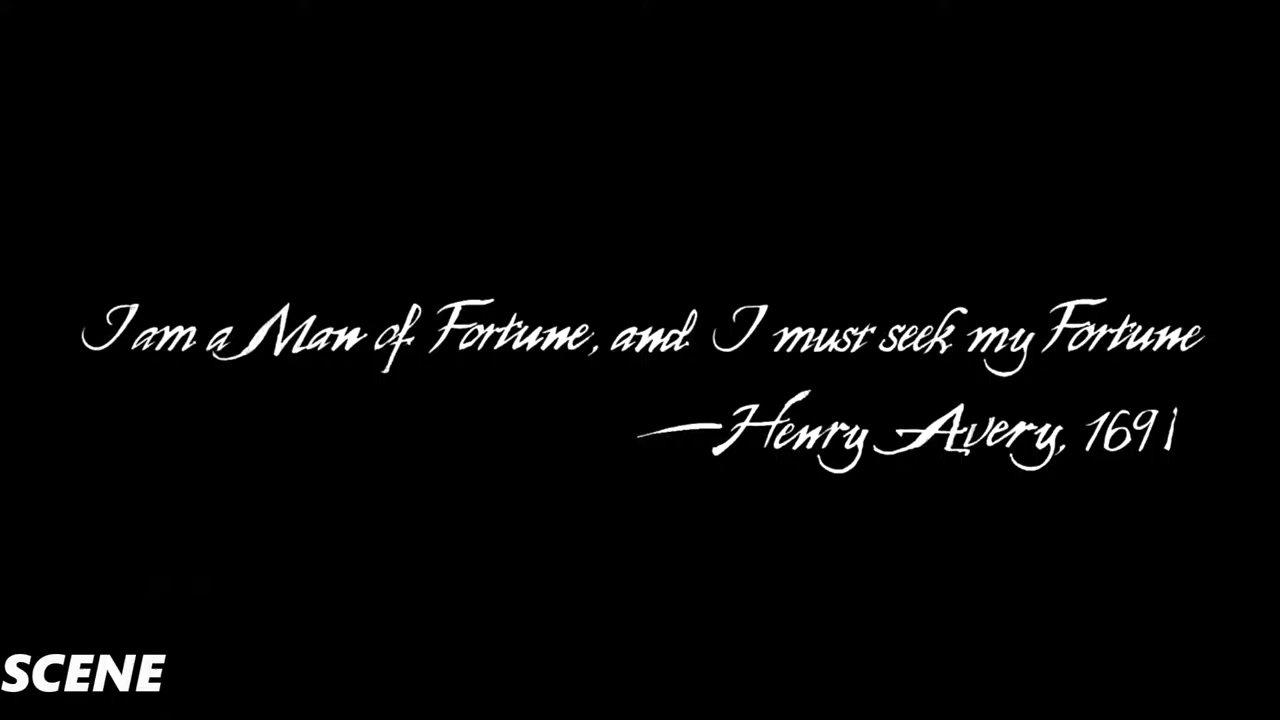 I am a Man of Fortune, and I must seek my Fortune
—Henry Avery, 1691
SCENE